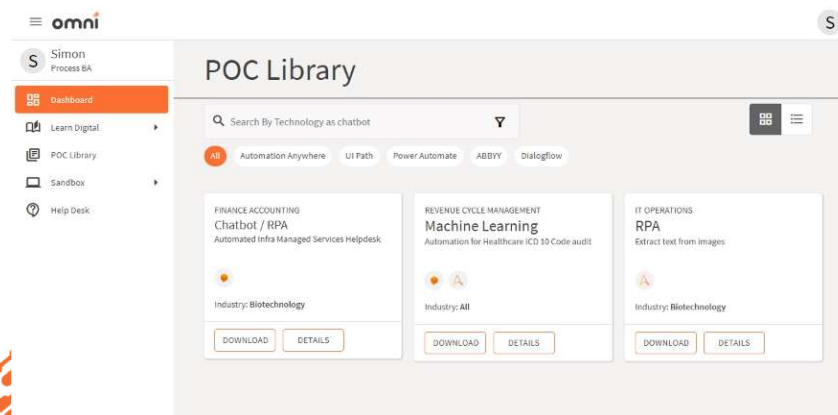 omni
S
S
Simon
Process BA
Dashboard
Learn Digital
POC Library
Sandbox
Help Desk
POC Library
Search By Technology as chatbot
All
Automation Anywhere
UI Path
Power Automate
ABBYY
Dialogflow
FINANCE ACCOUNTING
Chatbot / RPA
Automated Infra Managed Services Helpdesk
Industry: Biotechnology
DOWNLOAD
DETAILS
REVENUE CYCLE MANAGEMENT
Machine Learning
Automation for Healthcare ICD 10 Code audit
Industry: All
DOWNLOAD
DETAILS
IT OPERATIONS
RPA
Extract text from images
Industry: Biotechnology
DOWNLOAD
DETAILS